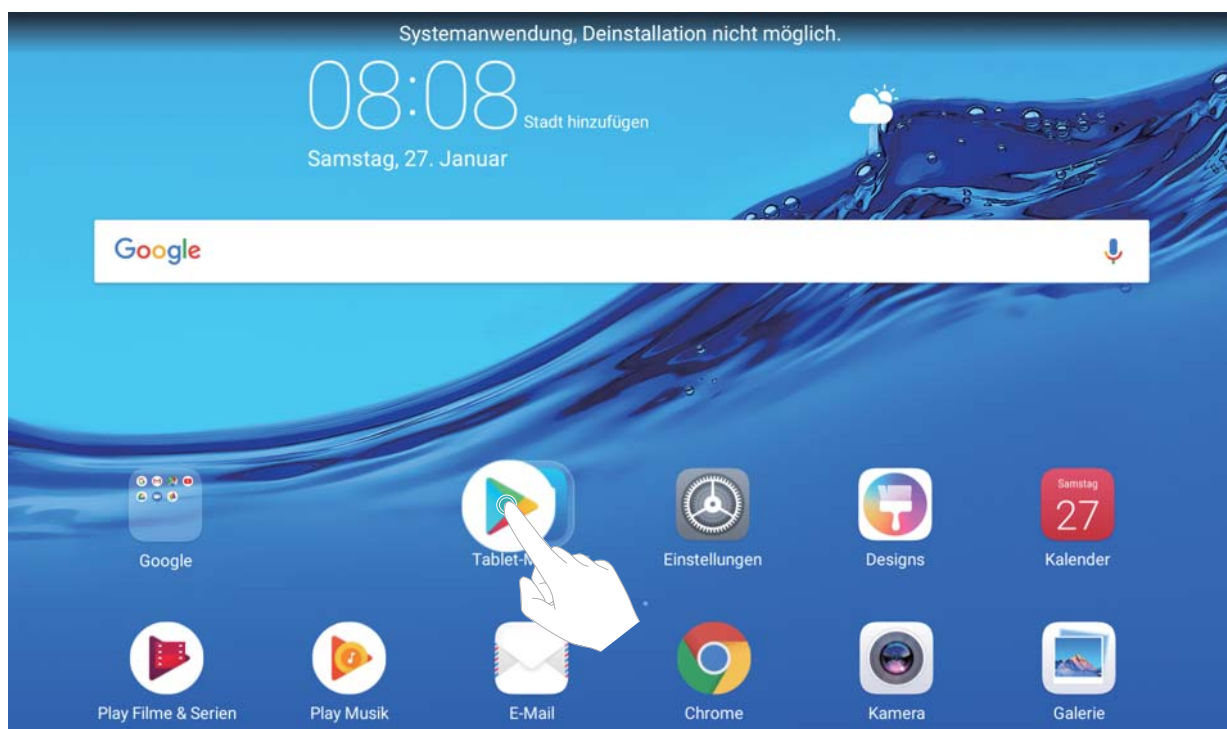 Systemanwendung, Deinstallation nicht möglich.
08:08
Stadt hinzufügen
Samstag, 27. Januar
Google
Google
Einstellungen
Designs
Samstag
27
Kalender
Play Filme & Serien
Play Musik
E-Mail
Chrome
Kamera
Galerie